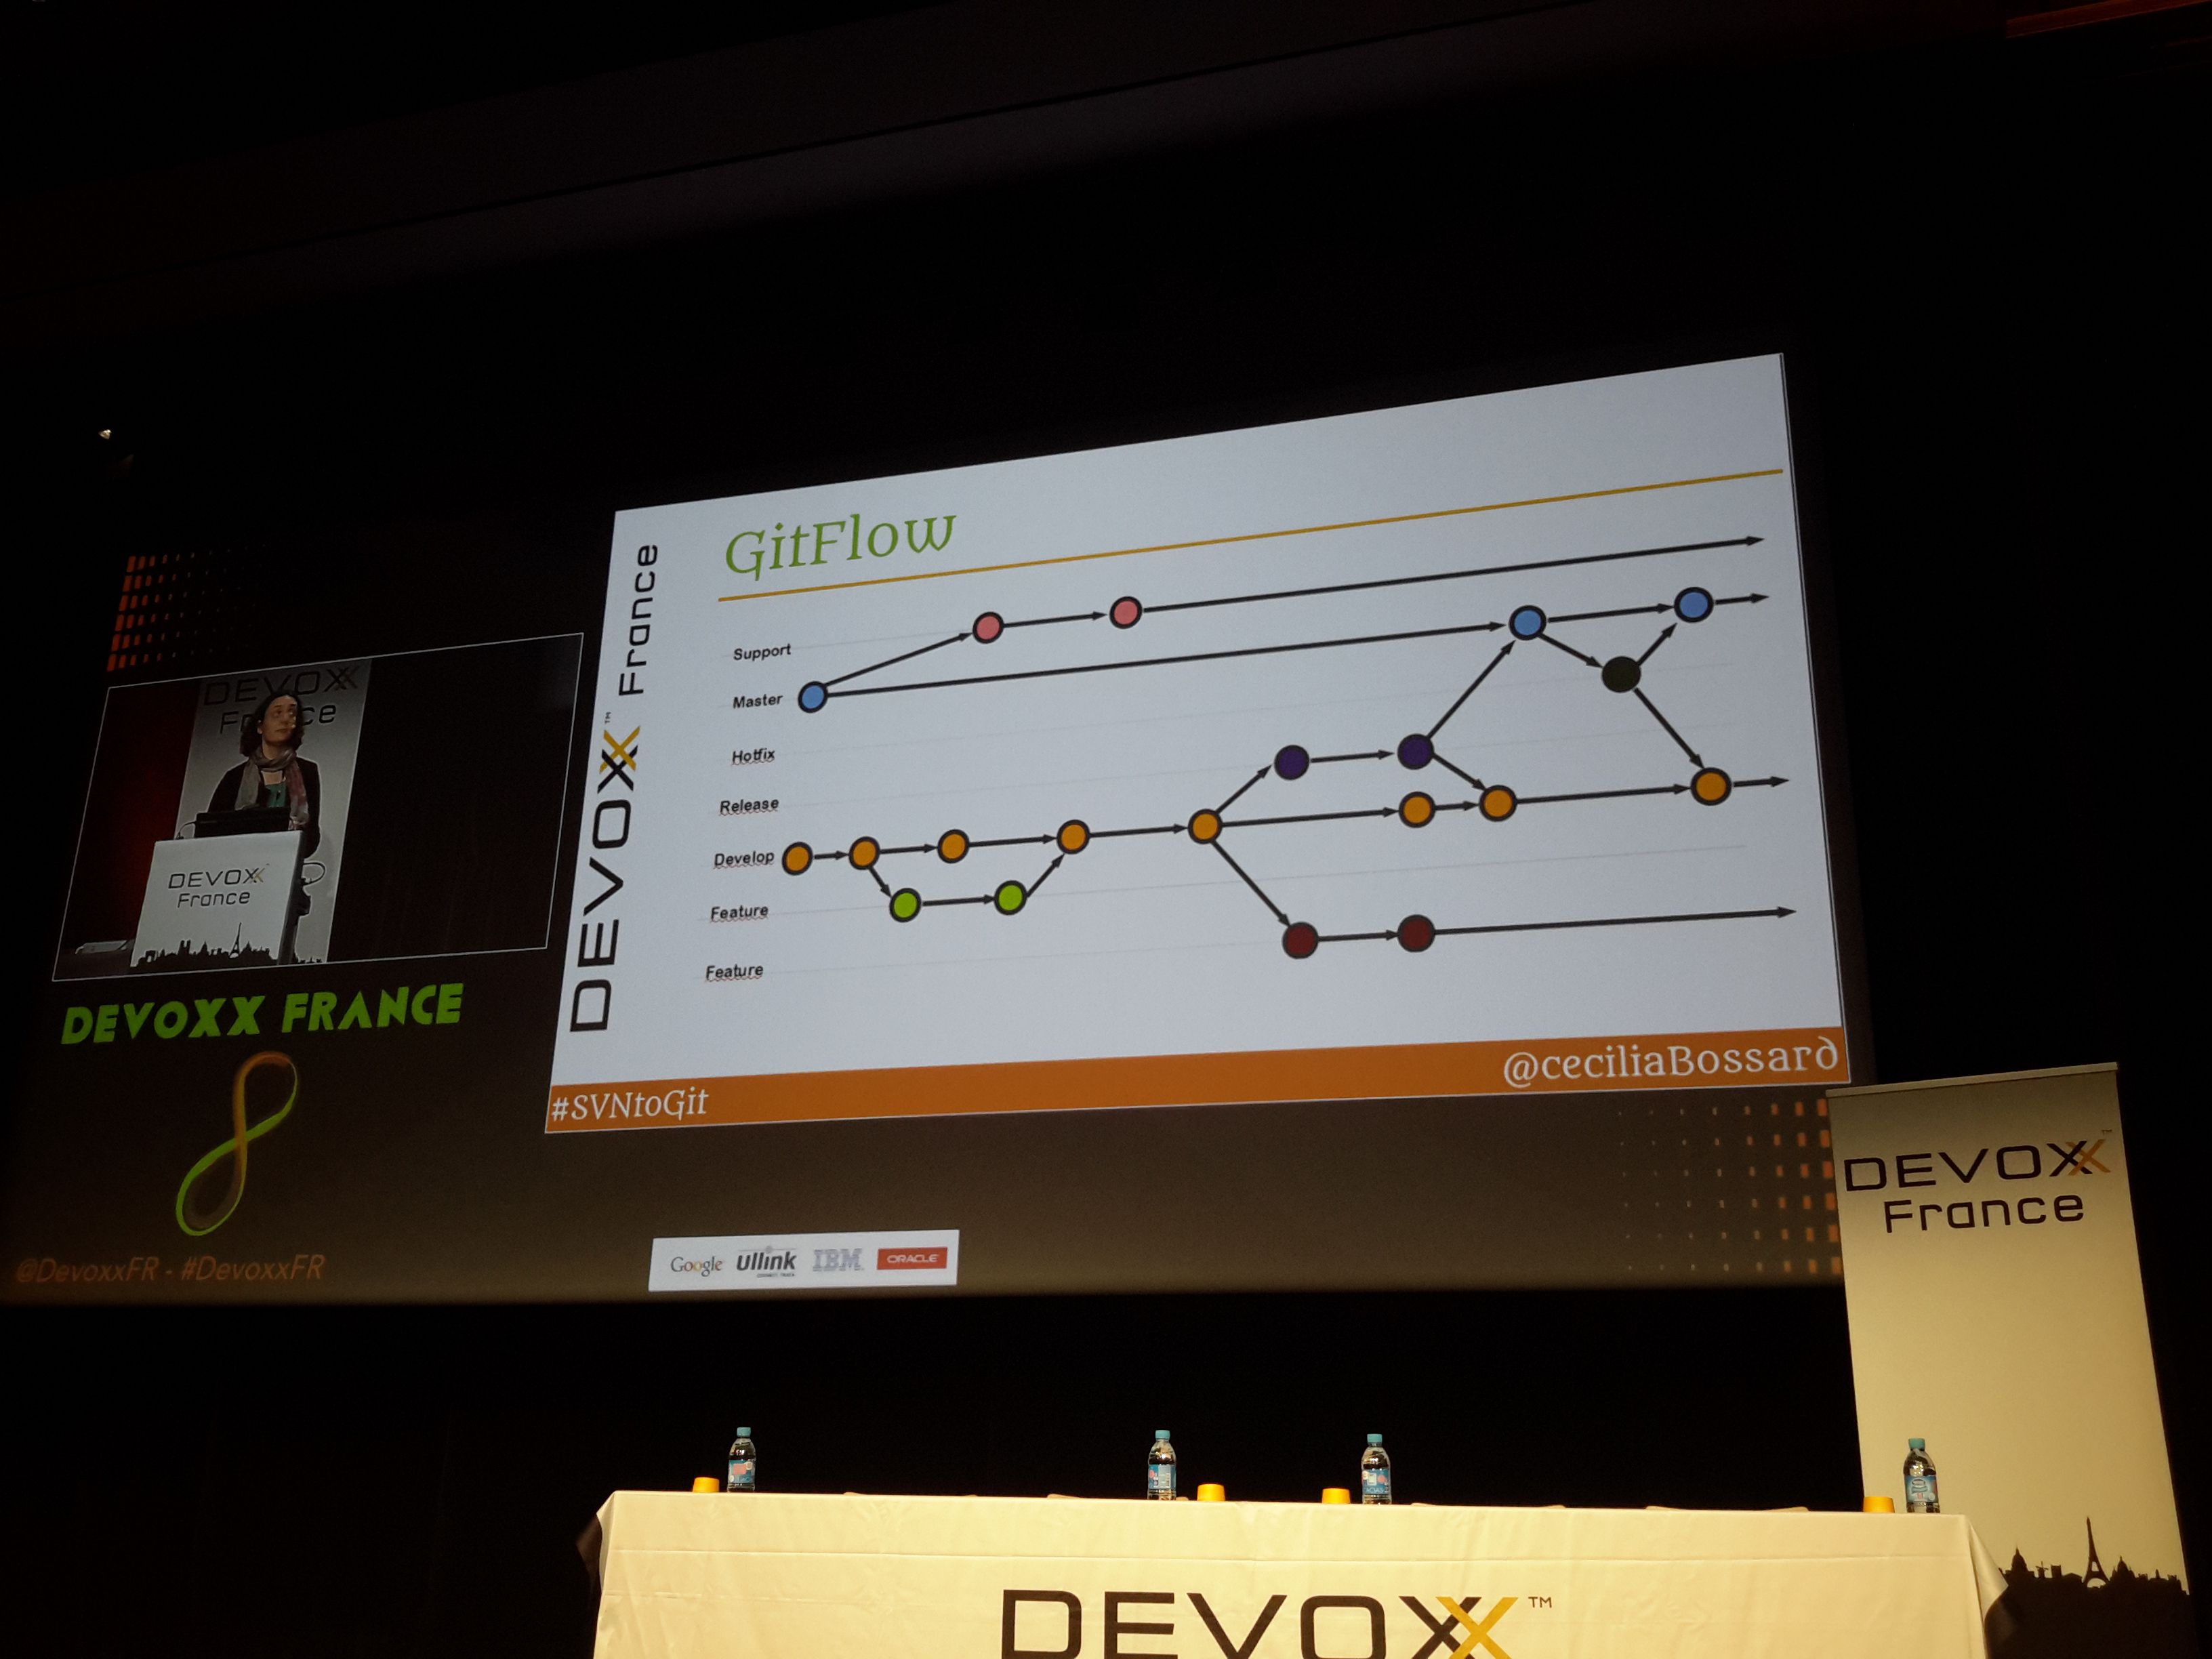 GitFlow
DEVOXX™ France
Support
Master
Hotfix
Release
Develop
Feature
Feature
#SVNtoGit
@ceciliaBossard
DEVOXX
France
DEVOXX
France
DEVOXX FRANCE
@DevoxxFR - #DevoxxFR
Google
Ullink
IBM
ORACLE
DEVOXX™
France
DEVOXX™